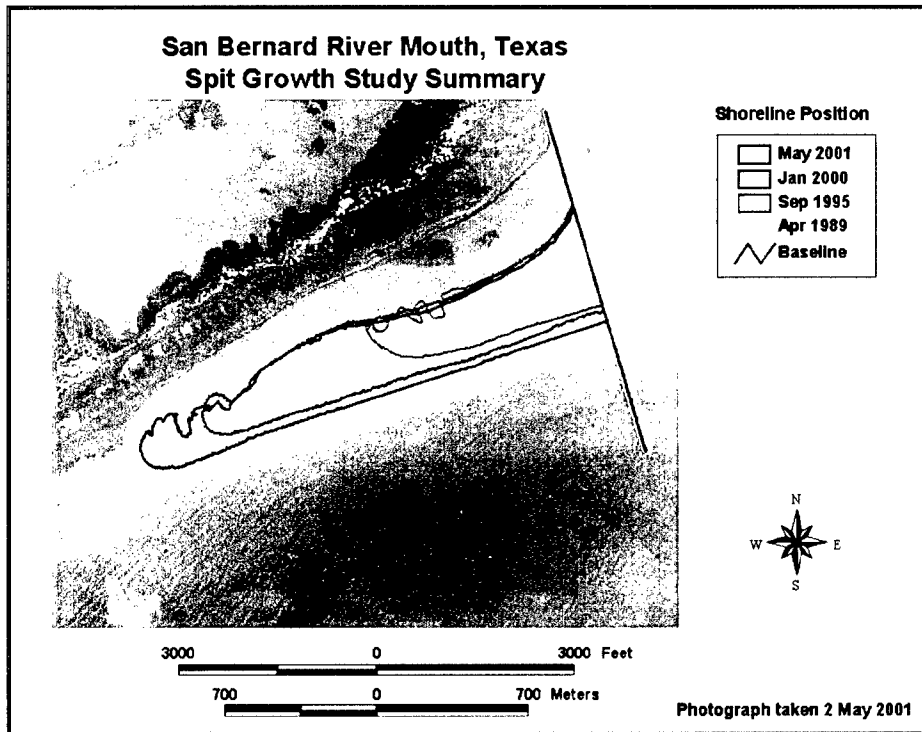 San Bernard River Mouth, Texas
Spit Growth Study Summary
Shoreline Position
May 2001
Jan 2000
Sep 1995
Apr 1989
Baseline
N
W E
S
3000 0 3000 Feet
700 0 700 Meters
Photograph taken 2 May 2001